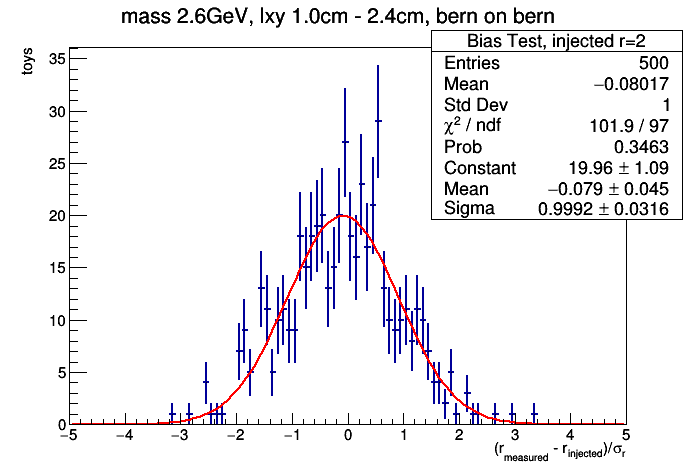 mass 2.6GeV, lxy 1.0cm - 2.4cm, bern on bern
Bias Test, injected r=2
Entries 500
Mean −0.08017
Std Dev 1
χ² / ndf 101.9 / 97
Prob 0.3463
Constant 19.96 ± 1.09
Mean −0.079 ± 0.045
Sigma 0.9992 ± 0.0316
toys
35
30
25
20
15
10
5
0
−5 −4 −3 −2 −1 0 1 2 3 4 5
(r_measured - r_injected)/σ_r